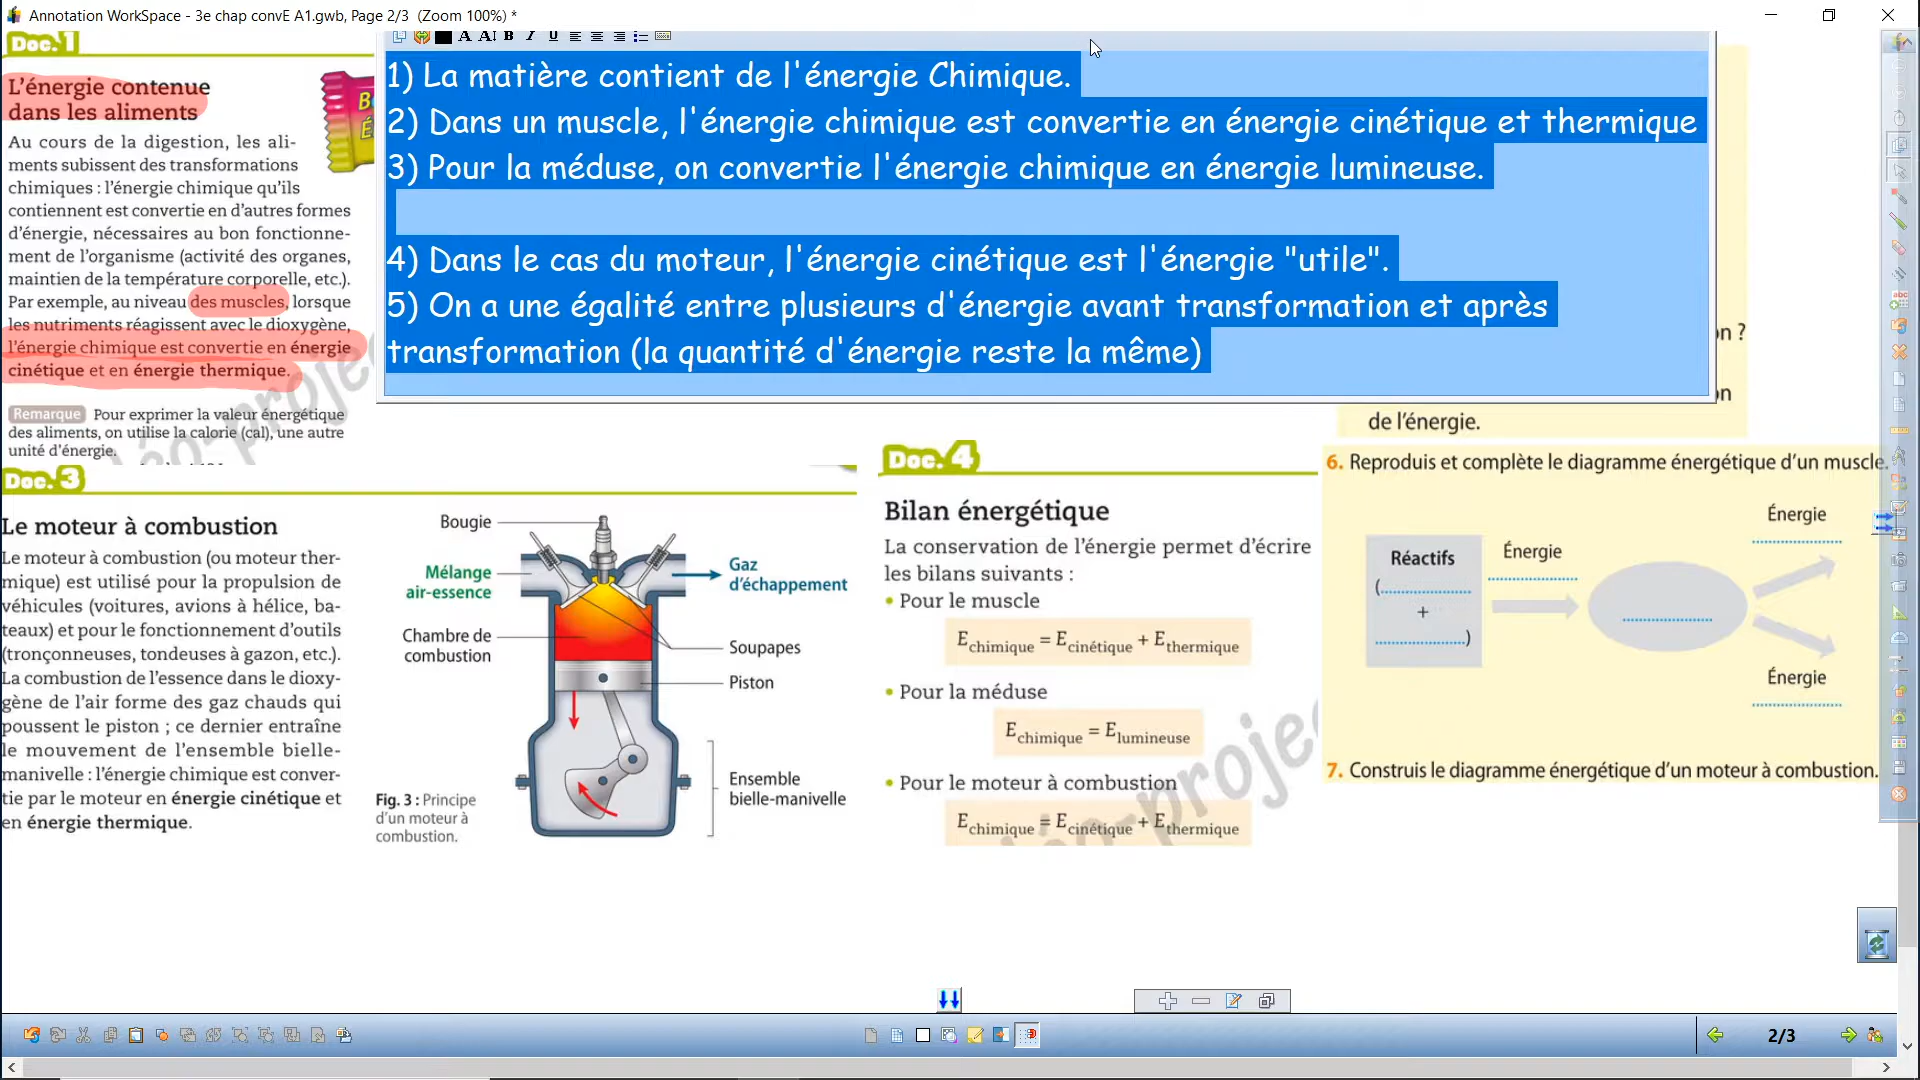 Annotation WorkSpace - 3e chap convE A1.gwb, Page 2/3 (Zoom 100%) *
Doc.1
L'énergie contenue
dans les aliments
Au cours de la digestion, les ali-
ments subissent des transformations
chimiques : l'énergie chimique qu'ils
contiennent est convertie en d'autres formes
d'énergie, nécessaires au bon fonctionne-
ment de l'organisme (activité des organes,
maintien de la température corporelle, etc.).
Par exemple, au niveau des muscles, lorsque
les nutriments réagissent avec le dioxygène,
l'énergie chimique est convertie en énergie
cinétique et en énergie thermique.
Remarque Pour exprimer la valeur énergétique
des aliments, on utilise la calorie (cal), une autre
unité d'énergie.
1) La matière contient de l'énergie Chimique.
2) Dans un muscle, l'énergie chimique est convertie en énergie cinétique et thermique
3) Pour la méduse, on convertie l'énergie chimique en énergie lumineuse.
4) Dans le cas du moteur, l'énergie cinétique est l'énergie "utile".
5) On a une égalité entre plusieurs d'énergie avant transformation et après
transformation (la quantité d'énergie reste la même)
on ?
on
de l'énergie.
Doc.3
Le moteur à combustion
Le moteur à combustion (ou moteur ther-
mique) est utilisé pour la propulsion de
véhicules (voitures, avions à hélice, ba-
teaux) et pour le fonctionnement d'outils
(tronçonneuses, tondeuses à gazon, etc.).
La combustion de l'essence dans le dioxy-
gène de l'air forme des gaz chauds qui
poussent le piston ; ce dernier entraîne
le mouvement de l'ensemble bielle-
manivelle : l'énergie chimique est conver-
tie par le moteur en énergie cinétique et
en énergie thermique.
Bougie
Mélange
air-essence
Chambre de
combustion
Gaz
d'échappement
Soupapes
Piston
Ensemble
bielle-manivelle
Fig. 3 : Principe
d'un moteur à
combustion.
Doc.4
Bilan énergétique
La conservation de l'énergie permet d'écrire
les bilans suivants :
• Pour le muscle
E chimique = E cinétique + E thermique
• Pour la méduse
E chimique = E lumineuse
• Pour le moteur à combustion
E chimique = E cinétique + E thermique
6. Reproduis et complète le diagramme énergétique d'un muscle.
Réactifs
(....................
+
....................)
Énergie
....................
....................
Énergie
....................
Énergie
....................
7. Construis le diagramme énergétique d'un moteur à combustion.
2/3